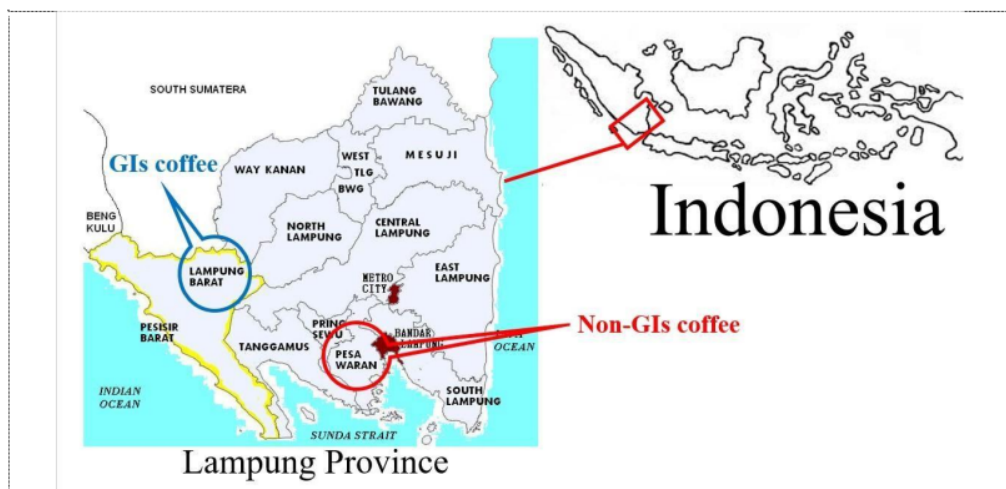 SOUTH SUMATERA
TULANG
BAWANG
GIs coffee
WAY KANAN
WEST
TLG
BWG
MESUJI
BENG
KULU
NORTH
LAMPUNG
CENTRAL
LAMPUNG
LAMPUNG
BARAT
METRO
CITY
EAST
LAMPUNG
PESISIR
BARAT
TANGGAMUS
PRING
SEWU
PESA
WARAN
BANDAR
LAMPUNG
Non-GIs coffee
OCEAN
INDIAN
OCEAN
SOUTH
LAMPUNG
SUNDA STRAIT
Lampung Province
Indonesia